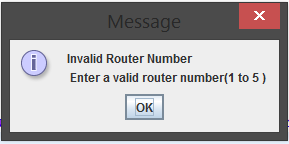 Message
Invalid Router Number
Enter a valid router number(1 to 5 )
OK